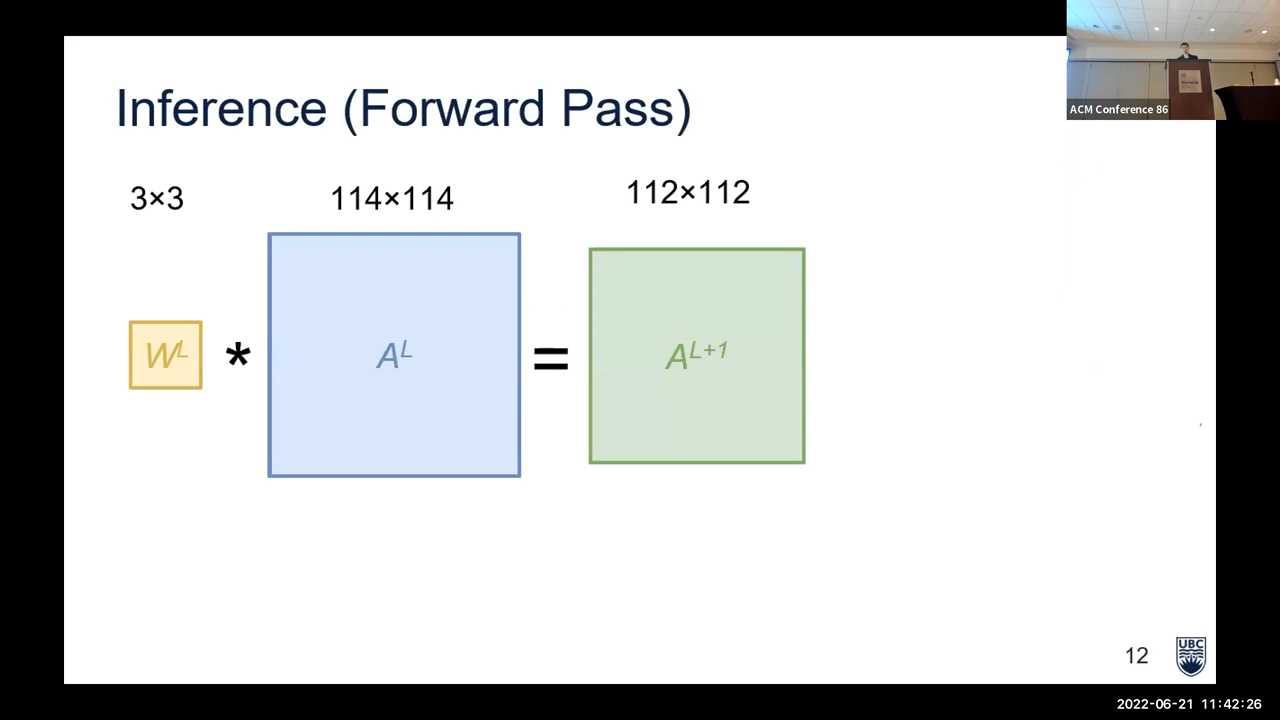 Inference (Forward Pass)
ACM Conference 86
3×3
114×114
112×112
W^L
*
A^L
=
A^{L+1}
12
UBC
2022-06-21 11:42:26